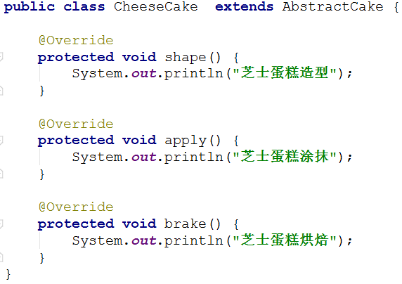 public class CheeseCake  extends AbstractCake {
@Override
protected void shape() {
System.out.println("芝士蛋糕造型");
}
@Override
protected void apply() {
System.out.println("芝士蛋糕涂抹");
}
@Override
protected void brake() {
System.out.println("芝士蛋糕烘焙");
}
}